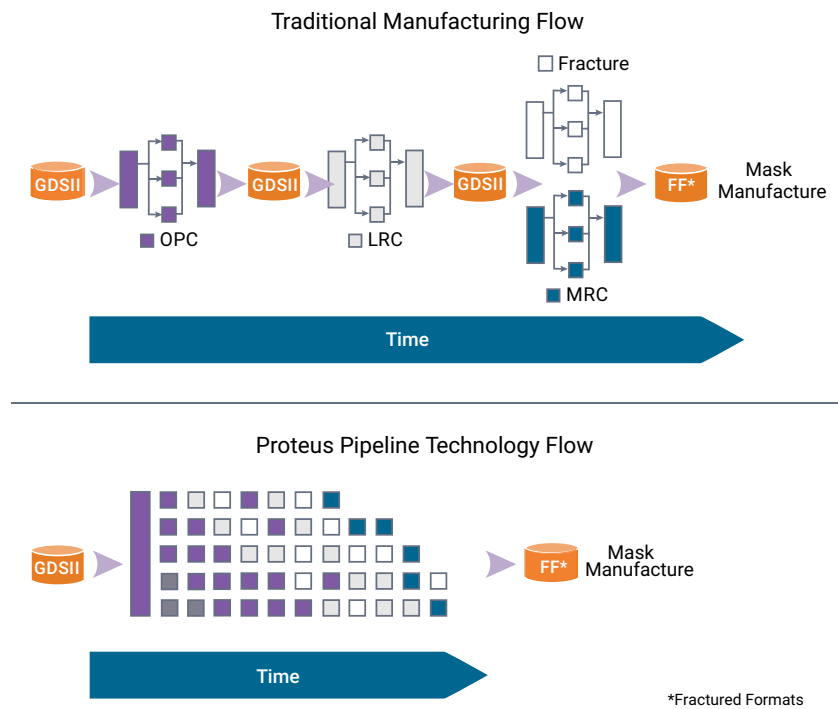 Traditional Manufacturing Flow
Fracture
GDSII
GDSII
GDSII
FF*
Mask
Manufacture
OPC
LRC
MRC
Time
Proteus Pipeline Technology Flow
GDSII
FF*
Mask
Manufacture
Time
*Fractured Formats